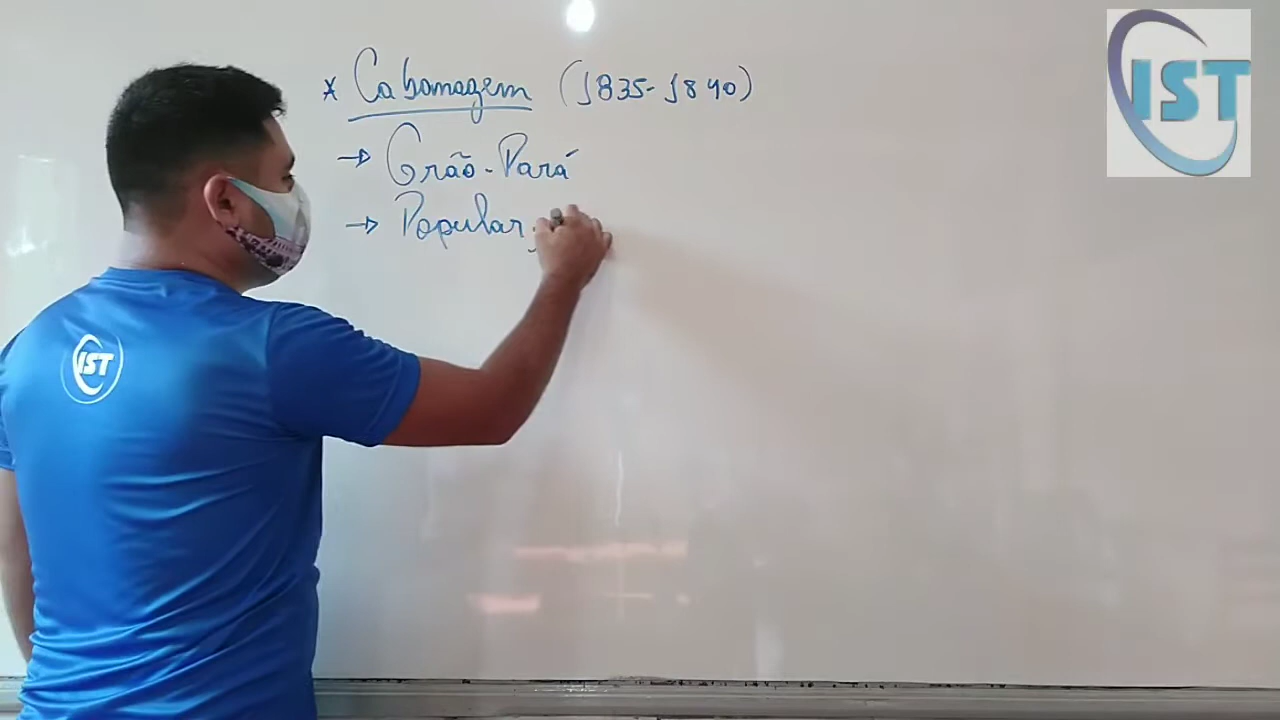 * Cabanagem (1835-1840)
→ Grão-Pará
→ Popular;
IST
IST